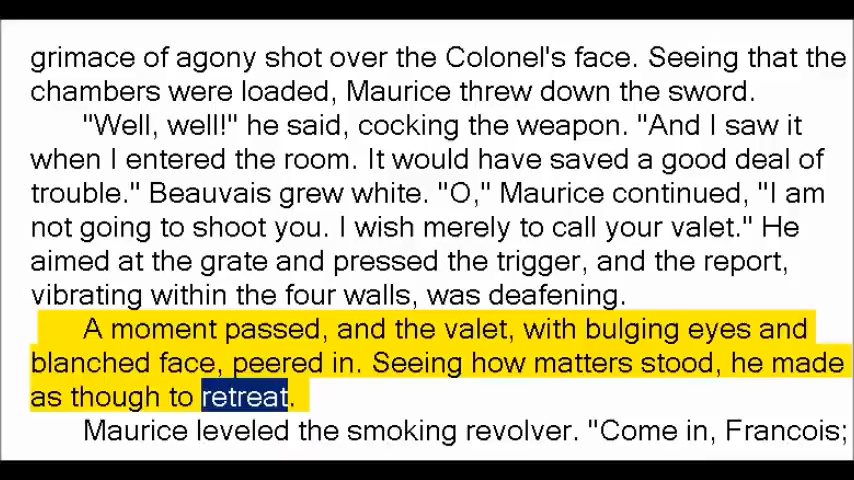 grimace of agony shot over the Colonel's face. Seeing that the
chambers were loaded, Maurice threw down the sword.
"Well, well!" he said, cocking the weapon. "And I saw it
when I entered the room. It would have saved a good deal of
trouble." Beauvais grew white. "O," Maurice continued, "I am
not going to shoot you. I wish merely to call your valet." He
aimed at the grate and pressed the trigger, and the report,
vibrating within the four walls, was deafening.
A moment passed, and the valet, with bulging eyes and
blanched face, peered in. Seeing how matters stood, he made
as though to retreat.
Maurice leveled the smoking revolver. "Come in, Francois;